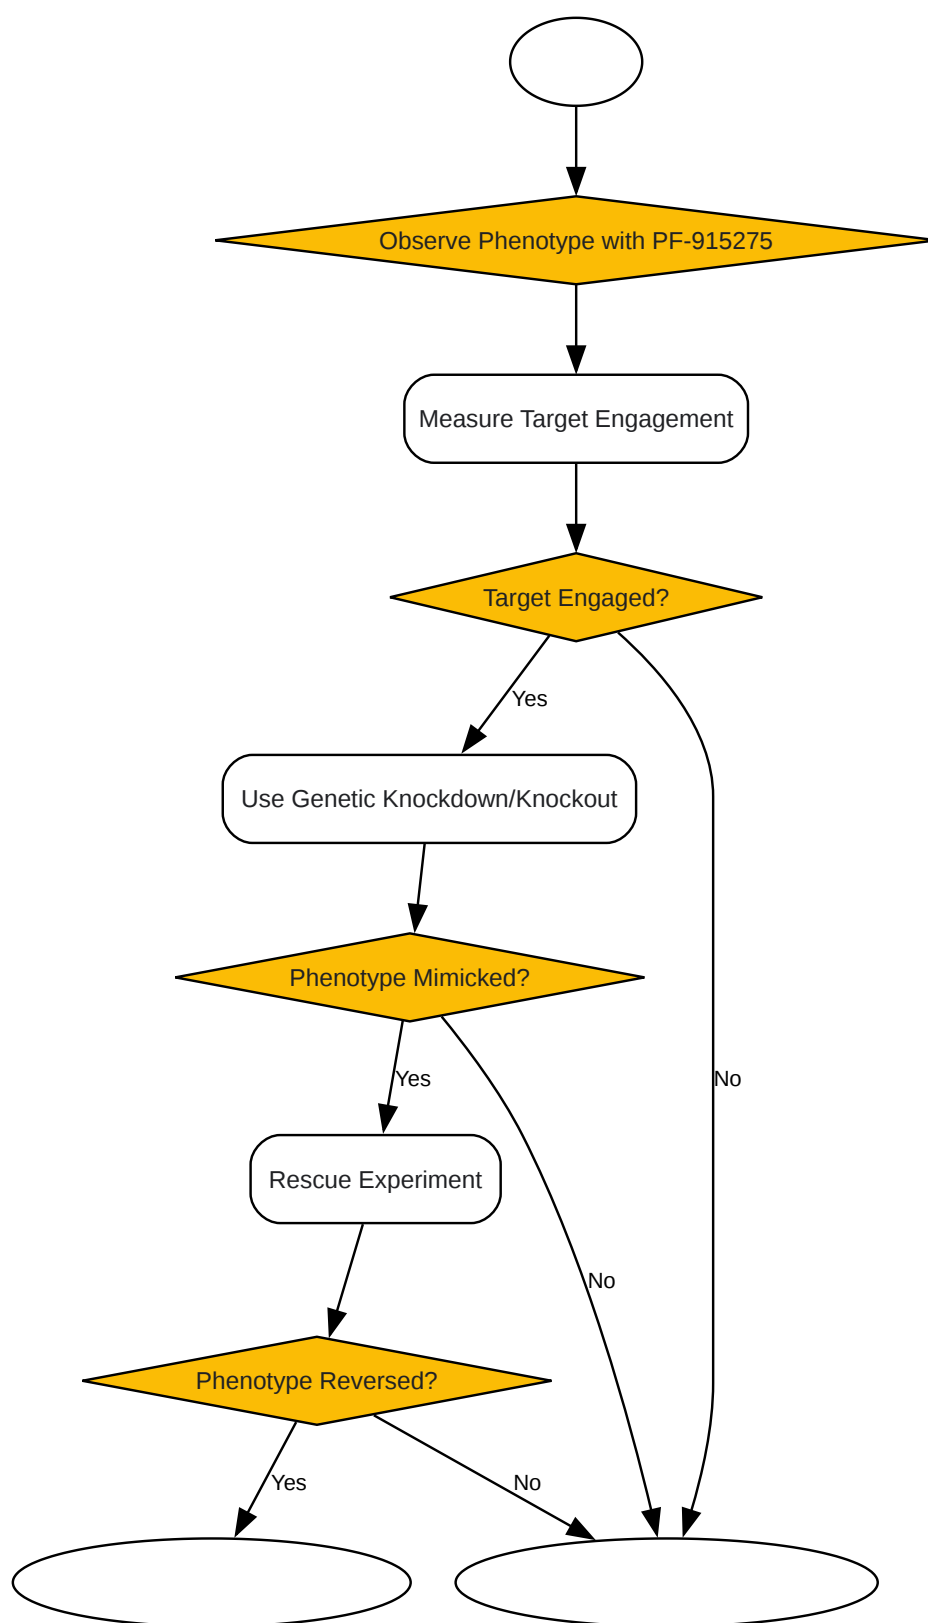 Observe Phenotype with PF-915275
Measure Target Engagement
Target Engaged?
Yes
Use Genetic Knockdown/Knockout
Phenotype Mimicked?
Yes
No
Rescue Experiment
No
Phenotype Reversed?
Yes
No